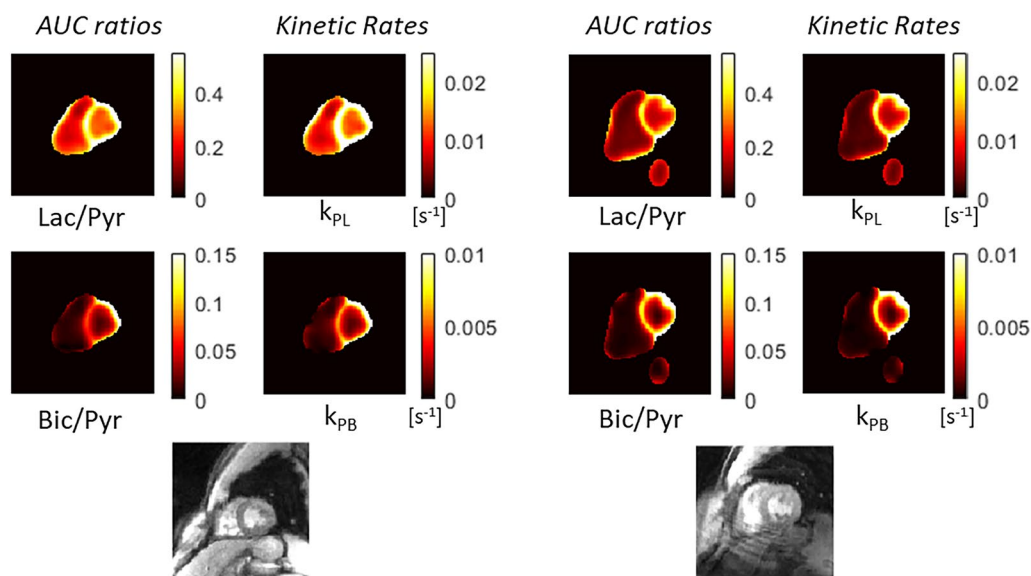 AUC ratios Kinetic Rates AUC ratios Kinetic Rates
0.4 0.02 0.4 0.02
0.2 0.01 0.2 0.01
0 0 0 0
Lac/Pyr kPL [s-1] Lac/Pyr kPL [s-1]
0.15 0.01 0.15 0.01
0.1 0.1
0.005 0.005
0.05 0.05
0 0 0 0
Bic/Pyr kPB [s-1] Bic/Pyr kPB [s-1]